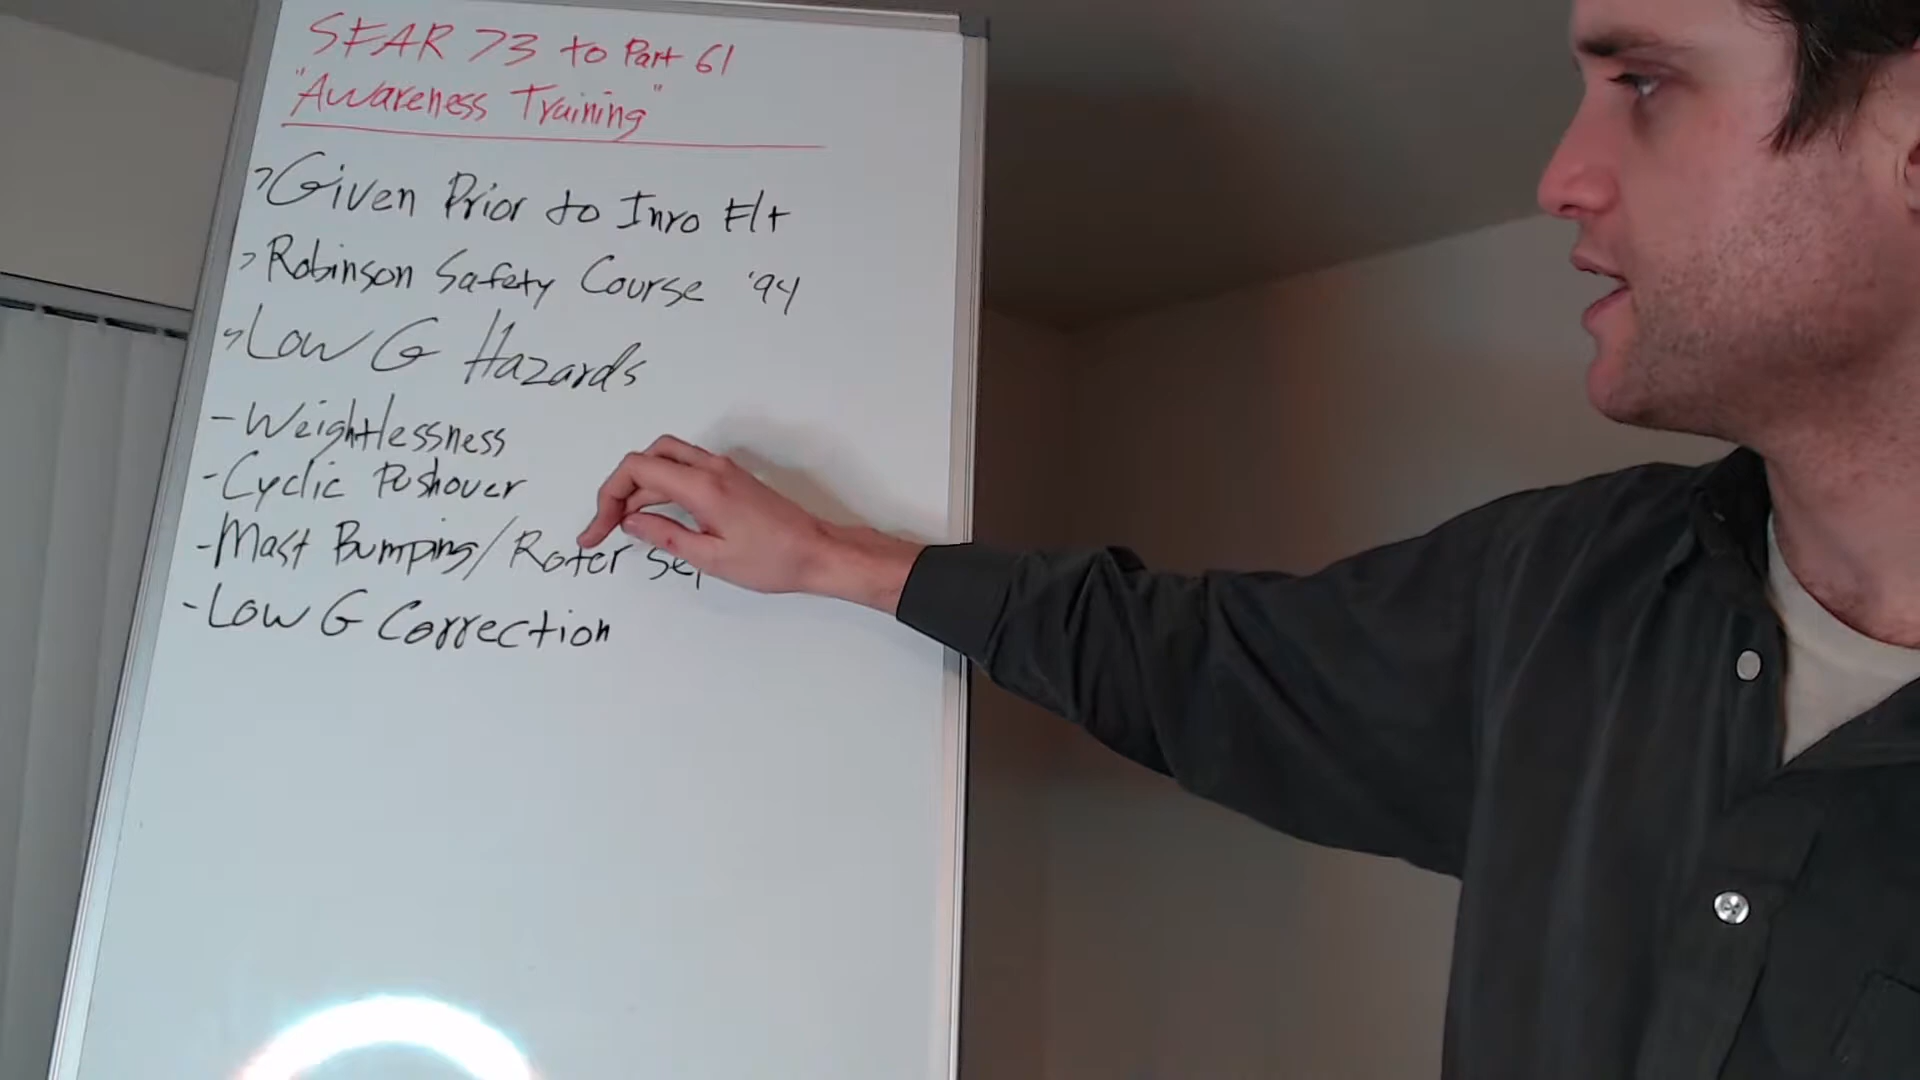 SFAR 73 to Part 61
"Awareness Training"
>Given Prior to Inro Flt
>Robinson Safety Course '94
>Low G Hazards
-Weightlessness
-Cyclic Pushover
-Mast Bumping/Roter
-Low G Correction